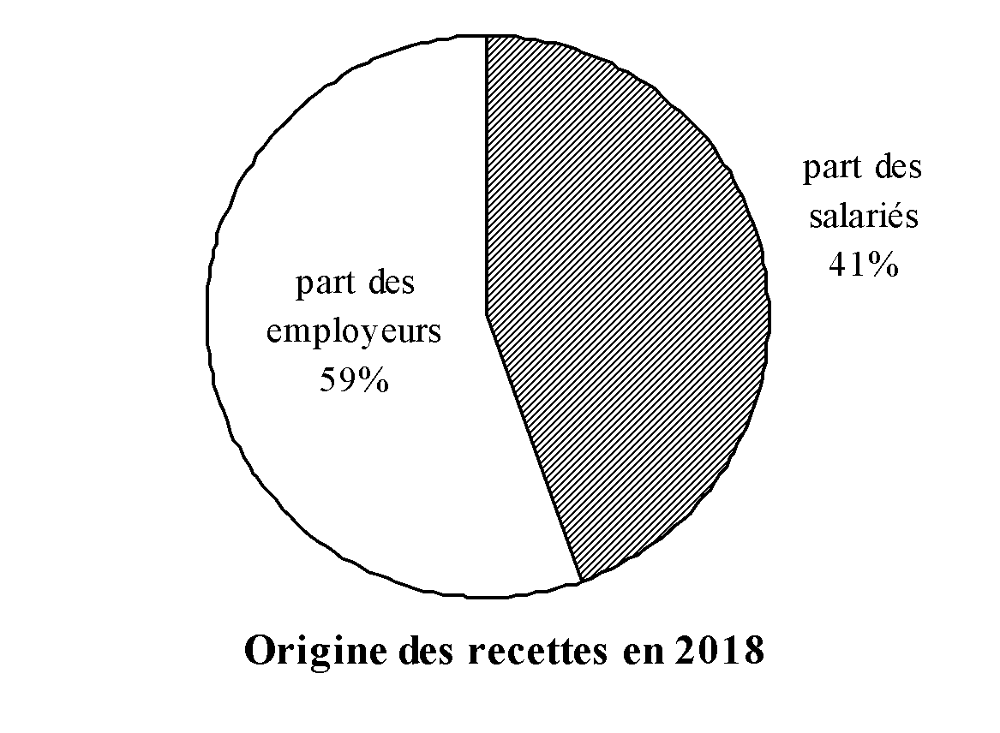 part des
salariés
41%
part des
employeurs
59%
Origine des recettes en 2018